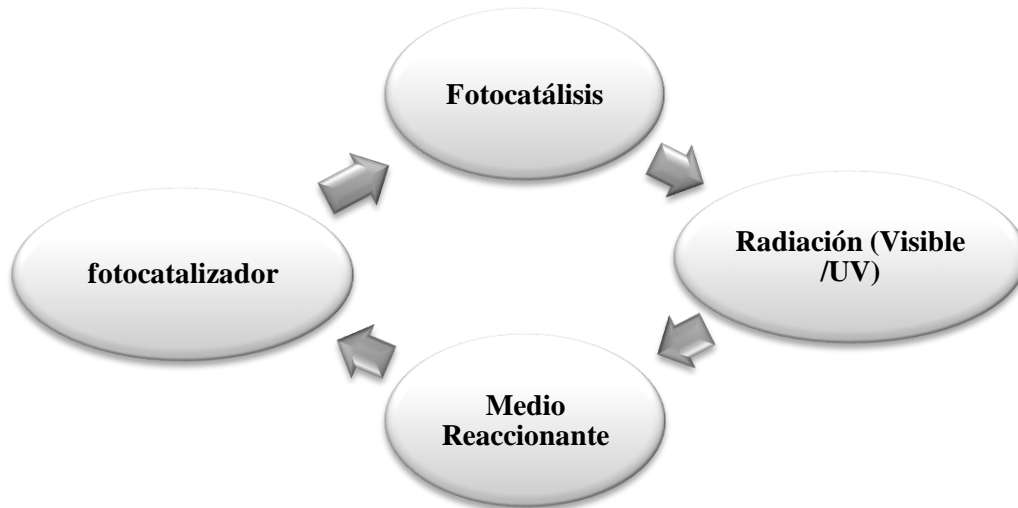 Fotocatálisis
Radiación (Visible
/UV)
Medio
Reaccionante
fotocatalizador